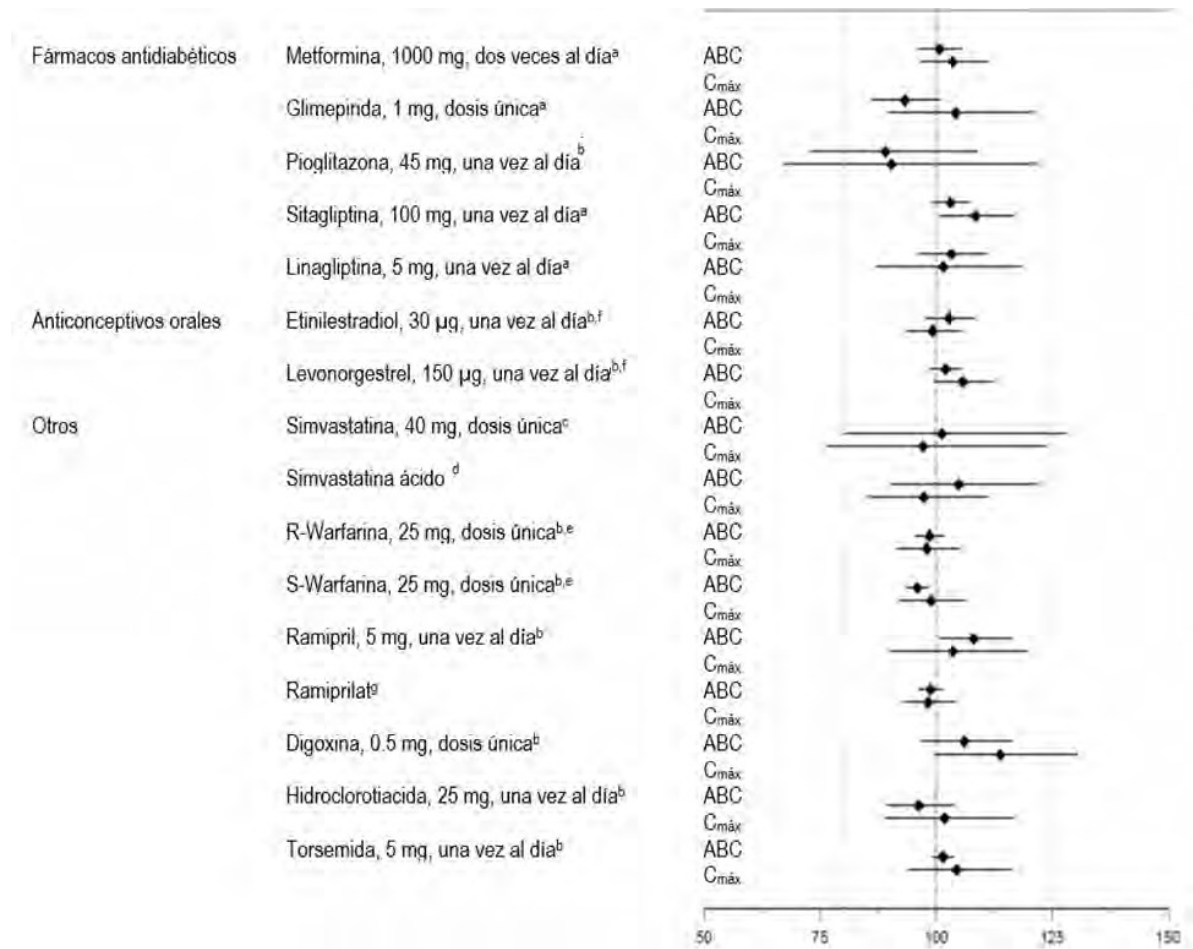 Fármacos antidiabéticos Metformina, 1000 mg, dos veces al díaª ABC
Cmáx
Glimepirida, 1 mg, dosis únicaª ABC
Cmáx
Pioglitazona, 45 mg, una vez al díaᵇ ABC
Cmáx
Sitagliptina, 100 mg, una vez al díaª ABC
Cmáx
Linagliptina, 5 mg, una vez al díaª ABC
Cmáx
Anticonceptivos orales Etinilestradiol, 30 µg, una vez al díaᵇ,ᶠ ABC
Cmáx
Levonorgestrel, 150 µg, una vez al díaᵇ,ᶠ ABC
Cmáx
Otros Simvastatina, 40 mg, dosis únicaᶜ ABC
Cmáx
Simvastatina ácido ᵈ ABC
Cmáx
R-Warfarina, 25 mg, dosis únicaᵇ,ᵉ ABC
Cmáx
S-Warfarina, 25 mg, dosis únicaᵇ,ᵉ ABC
Cmáx
Ramipril, 5 mg, una vez al díaᵇ ABC
Cmáx
Ramiprilatᵍ ABC
Cmáx
Digoxina, 0.5 mg, dosis únicaᵇ ABC
Cmáx
Hidroclorotiacida, 25 mg, una vez al díaᵇ ABC
Cmáx
Torsemida, 5 mg, una vez al díaᵇ ABC
Cmáx
50 75 100 125 150